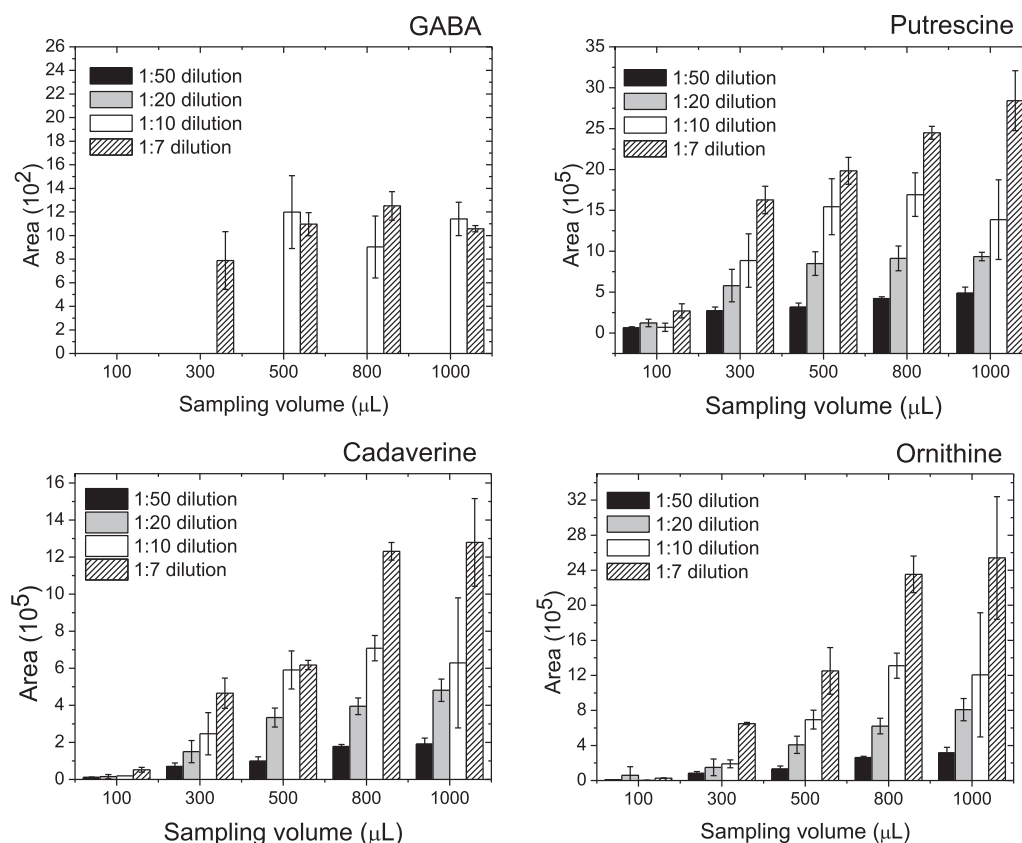 GABA
26
24
22
20
18
16
14
12
10
8
6
4
2
0
Area (10²)
1:50 dilution
1:20 dilution
1:10 dilution
1:7 dilution
100 300 500 800 1000
Sampling volume (μL)
Putrescine
35
30
25
20
15
10
5
0
Area (10⁵)
1:50 dilution
1:20 dilution
1:10 dilution
1:7 dilution
100 300 500 800 1000
Sampling volume (μL)
Cadaverine
16
14
12
10
8
6
4
2
0
Area (10⁵)
1:50 dilution
1:20 dilution
1:10 dilution
1:7 dilution
100 300 500 800 1000
Sampling volume (μL)
Ornithine
32
28
24
20
16
12
8
4
0
Area (10⁵)
1:50 dilution
1:20 dilution
1:10 dilution
1:7 dilution
100 300 500 800 1000
Sampling volume (μL)